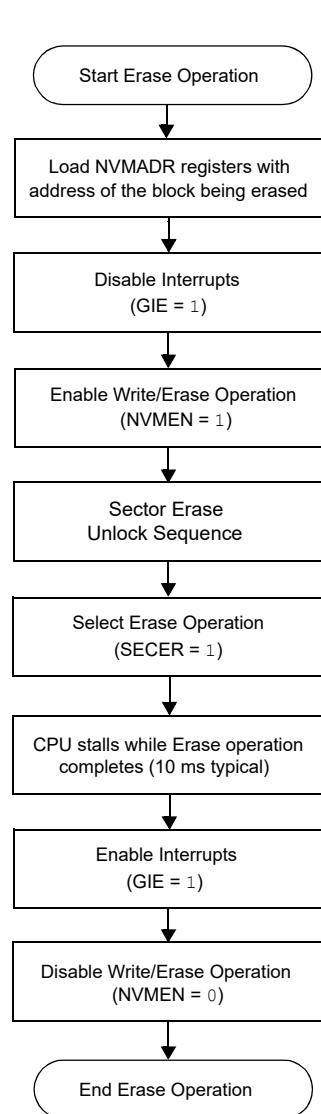 Start Erase Operation
Load NVMADR registers with
address of the block being erased
Disable Interrupts
(GIE = 1)
Enable Write/Erase Operation
(NVMEN = 1)
Sector Erase
Unlock Sequence
Select Erase Operation
(SECER = 1)
CPU stalls while Erase operation
completes (10 ms typical)
Enable Interrupts
(GIE = 1)
Disable Write/Erase Operation
(NVMEN = 0)
End Erase Operation